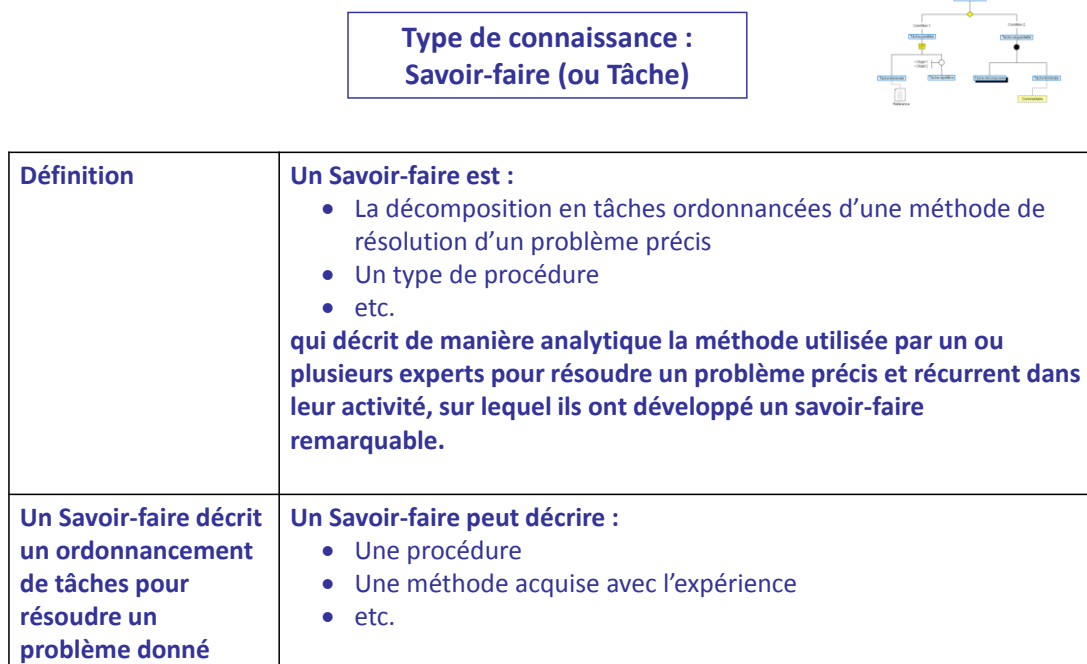 Type de connaissance :
Savoir-faire (ou Tâche)
Condition 1
Condition 2
Définition
Un Savoir-faire est :
• La décomposition en tâches ordonnancées d’une méthode de
résolution d’un problème précis
• Un type de procédure
• etc.
qui décrit de manière analytique la méthode utilisée par un ou
plusieurs experts pour résoudre un problème précis et récurrent dans
leur activité, sur lequel ils ont développé un savoir-faire
remarquable.
Un Savoir-faire décrit
un ordonnancement
de tâches pour
résoudre un
problème donné
Un Savoir-faire peut décrire :
• Une procédure
• Une méthode acquise avec l’expérience
• etc.